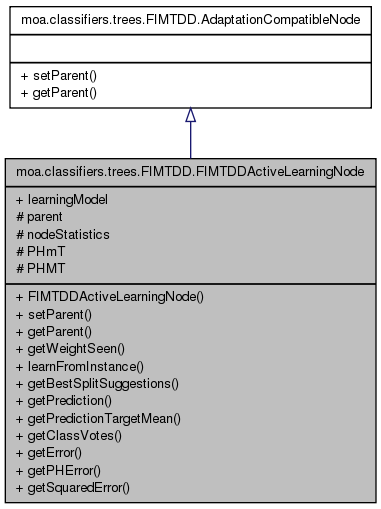 moa.classifiers.trees.FIMTDD.AdaptationCompatibleNode
+ setParent()
+ getParent()
moa.classifiers.trees.FIMTDD.FIMTDDActiveLearningNode
+ learningModel
# parent
# nodeStatistics
# PHmT
# PHMT
+ FIMTDDActiveLearningNode()
+ setParent()
+ getParent()
+ getWeightSeen()
+ learnFromInstance()
+ getBestSplitSuggestions()
+ getPrediction()
+ getPredictionTargetMean()
+ getClassVotes()
+ getError()
+ getPHError()
+ getSquaredError()